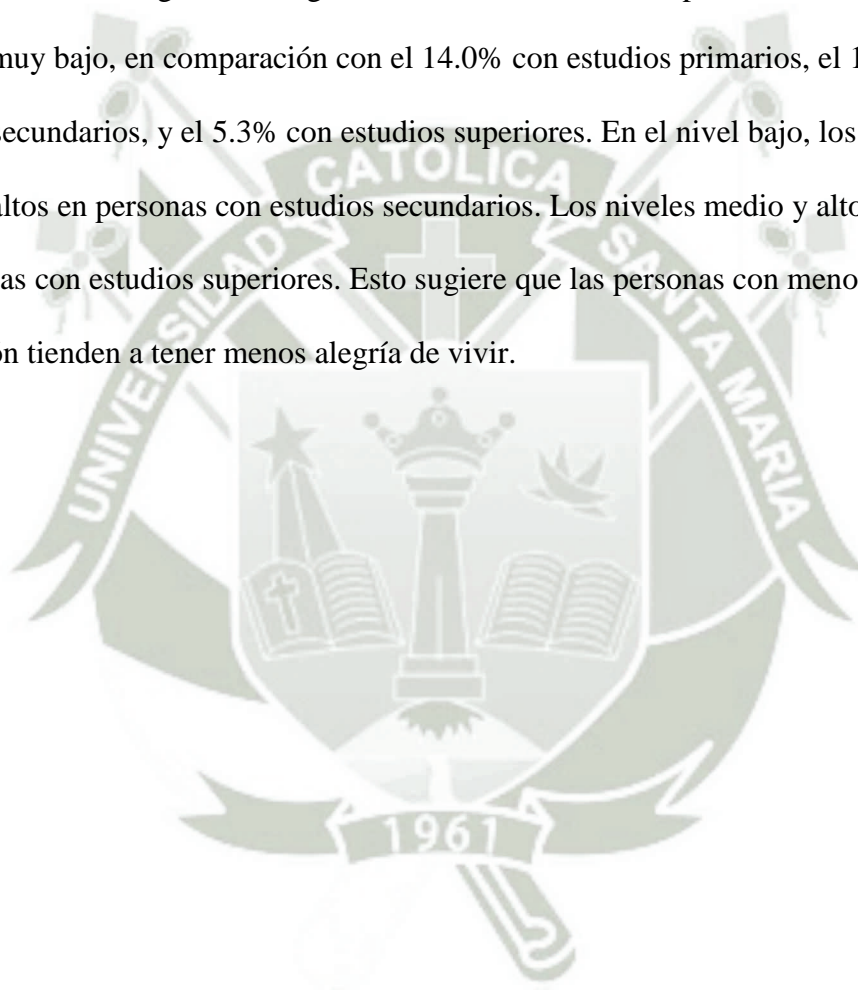 muy bajo, en comparación con el 14.0% con estudios primarios, el 1
secundarios, y el 5.3% con estudios superiores. En el nivel bajo, los
altos en personas con estudios secundarios. Los niveles medio y alto
as con estudios superiores. Esto sugiere que las personas con meno
ón tienden a tener menos alegría de vivir.
UNIVERSIDAD CATÓLICA SANTA MARIA
1961